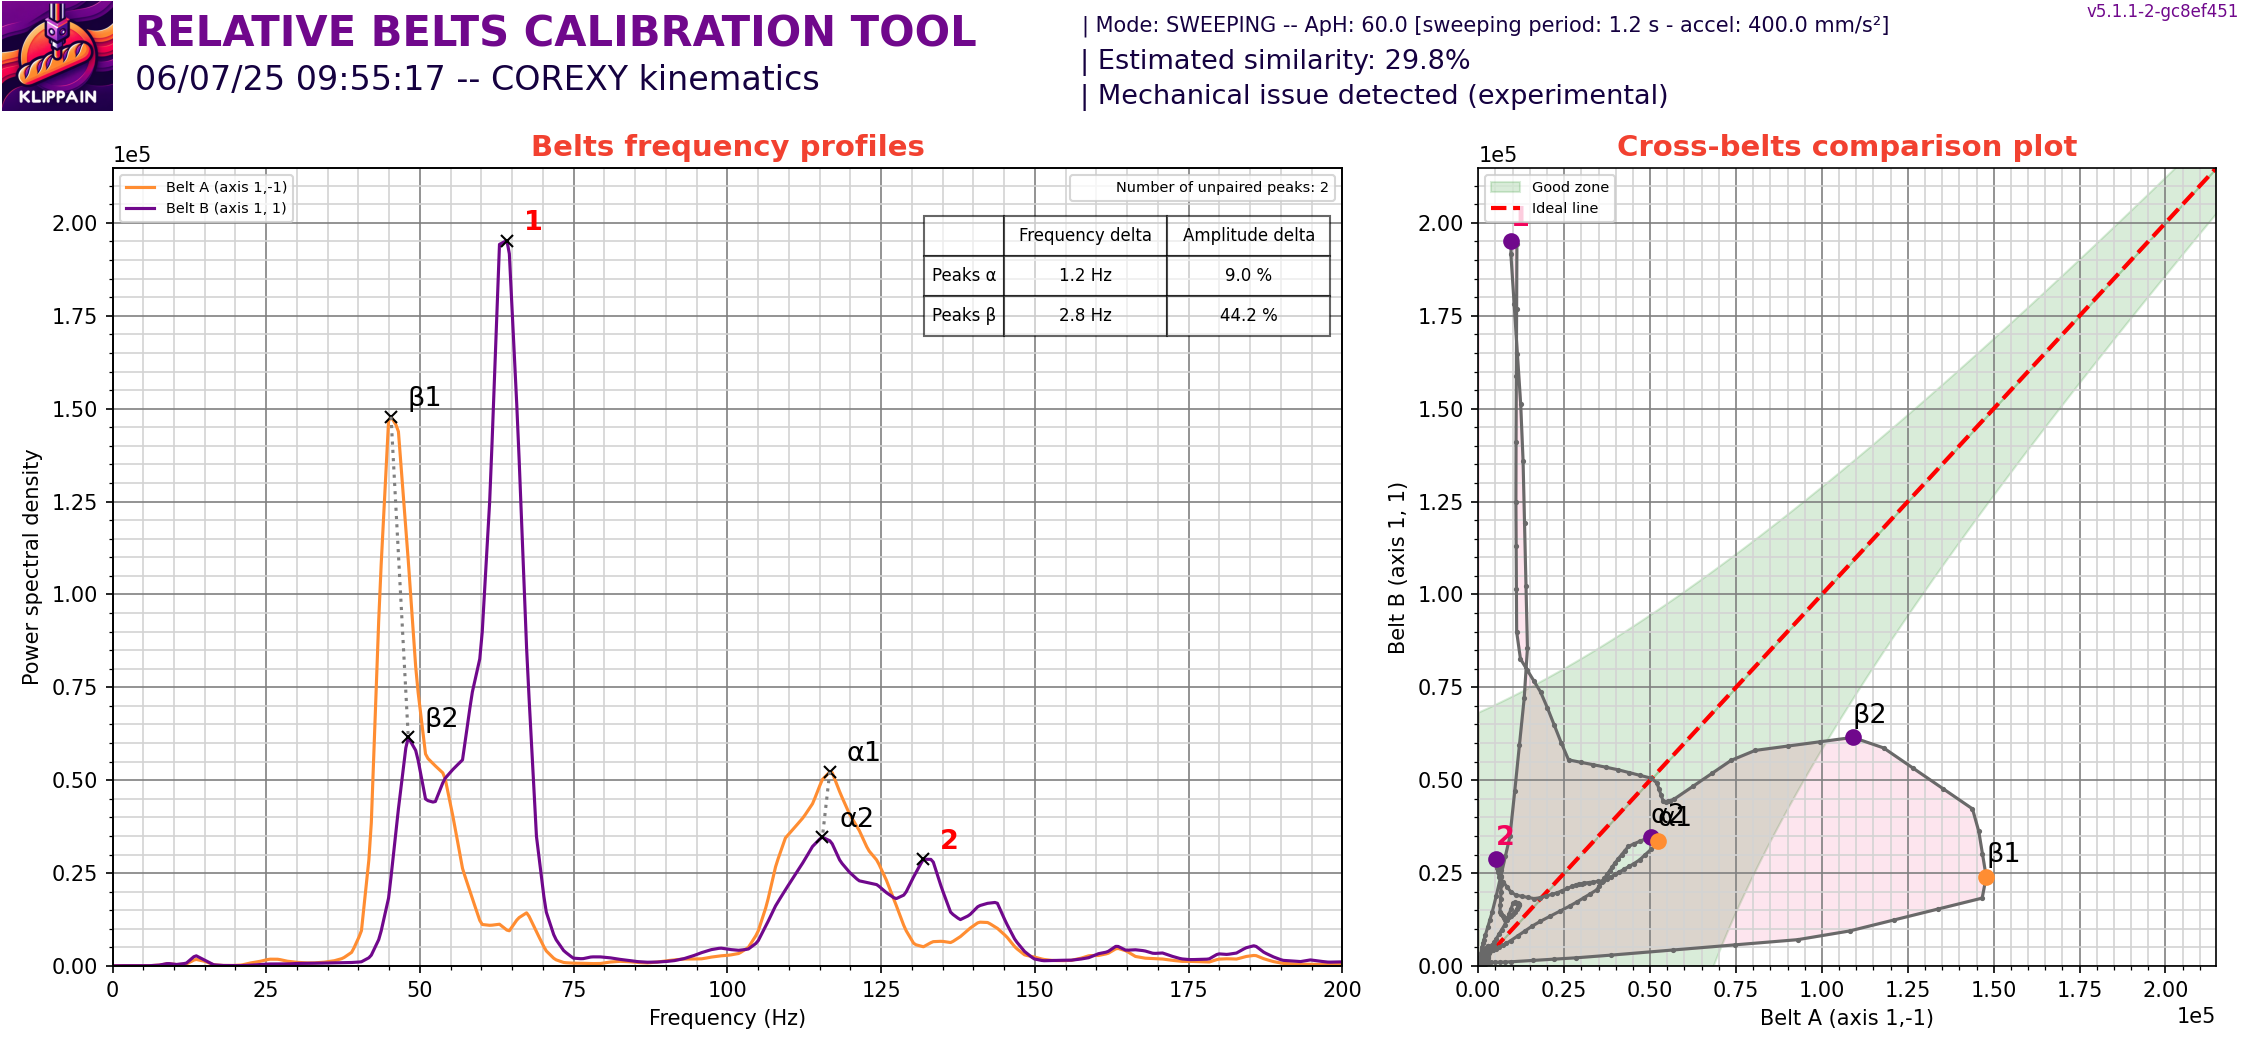 KLIPPAIN
RELATIVE BELTS CALIBRATION TOOL
06/07/25 09:55:17 -- COREXY kinematics
| Mode: SWEEPING -- ApH: 60.0 [sweeping period: 1.2 s - accel: 400.0 mm/s²]
| Estimated similarity: 29.8%
| Mechanical issue detected (experimental)
v5.1.1-2-gc8ef451
Belts frequency profiles
1e5
Belt A (axis 1,-1)
Belt B (axis 1, 1)
Number of unpaired peaks: 2
Frequency delta Amplitude delta
Peaks α 1.2 Hz 9.0 %
Peaks β 2.8 Hz 44.2 %
1
β1
β2
α1
α2
2
Power spectral density
2.00
1.75
1.50
1.25
1.00
0.75
0.50
0.25
0.00
0 25 50 75 100 125 150 175 200
Frequency (Hz)
Cross-belts comparison plot
1e5
Good zone
Ideal line
1
β2
α2
α1
2
β1
Belt B (axis 1, 1)
2.00
1.75
1.50
1.25
1.00
0.75
0.50
0.25
0.00
0.00 0.25 0.50 0.75 1.00 1.25 1.50 1.75 2.00
Belt A (axis 1,-1)
1e5